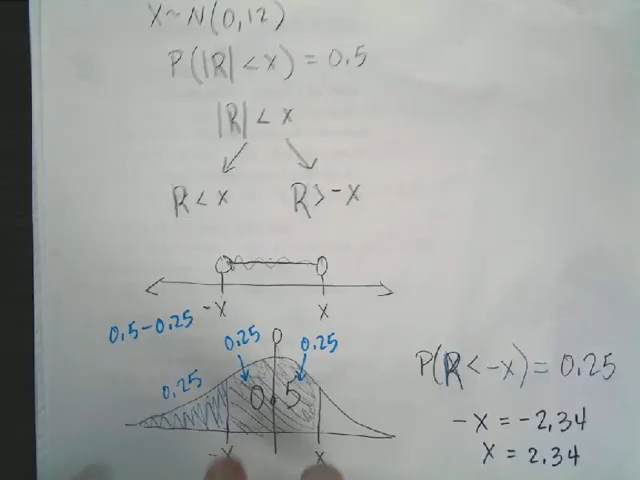 X~N(0,12)
P(|R|<x)=0.5
|R|<x
R<x R>-x
-x x
0.5-0.25
0
0.25 0.25
0.25
0.5
-x x
P(R<-x)=0.25
-x=-2.34
x=2.34